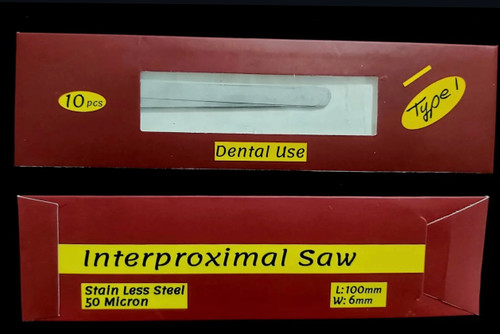 10 pcs
Type 1
Dental Use
Interproximal Saw
Stain Less Steel
50 Micron
L: 100mm
W: 6mm